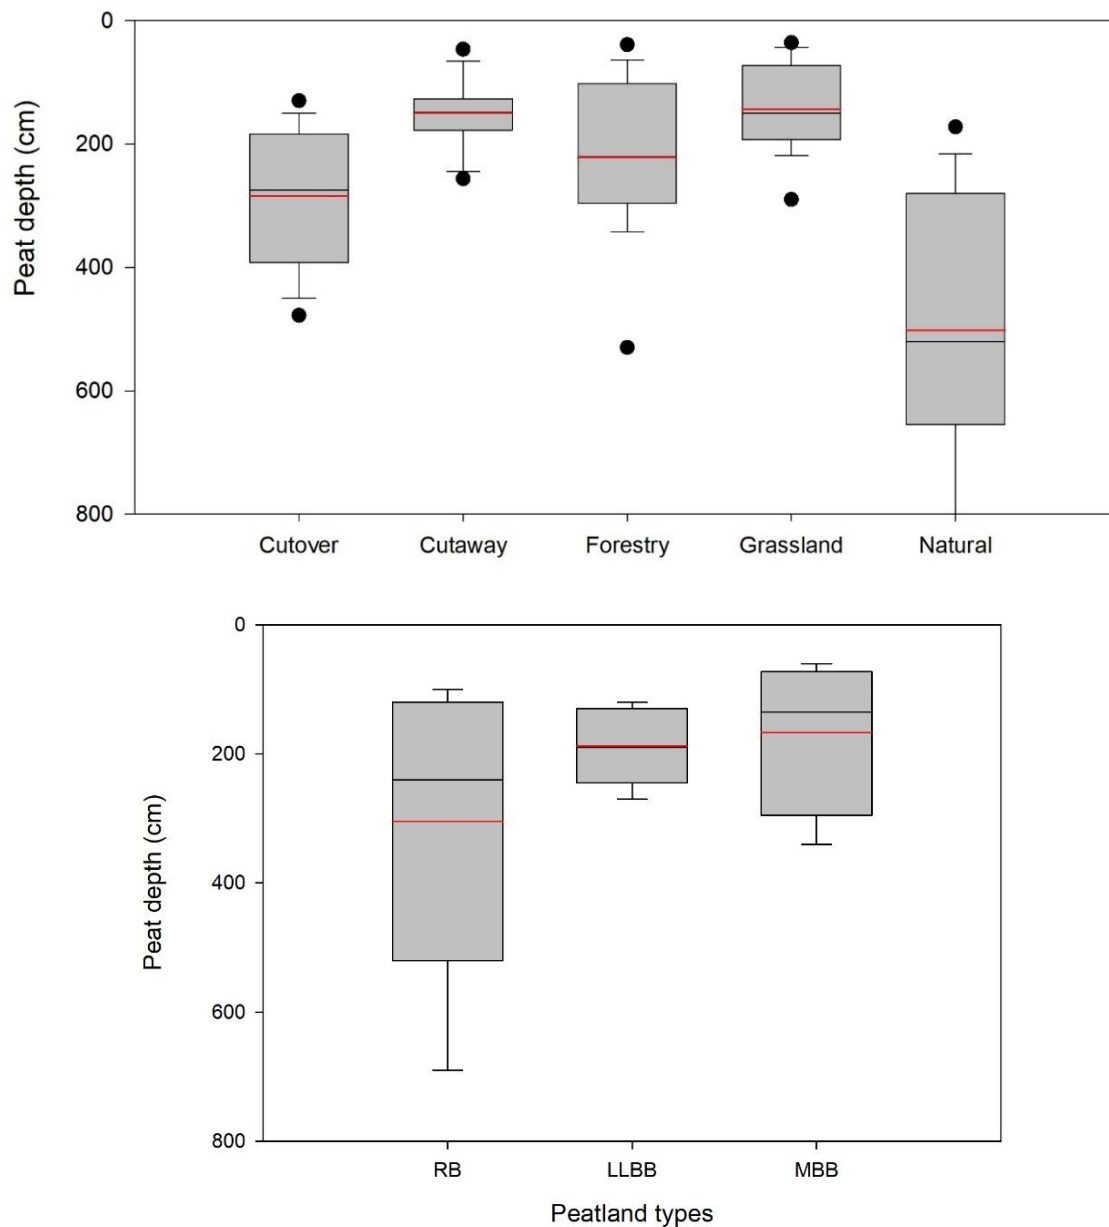 Peat depth (cm)
0
200
400
600
800
Cutover Cutaway Forestry Grassland Natural
Peat depth (cm)
0
200
400
600
800
RB LLBB MBB
Peatland types